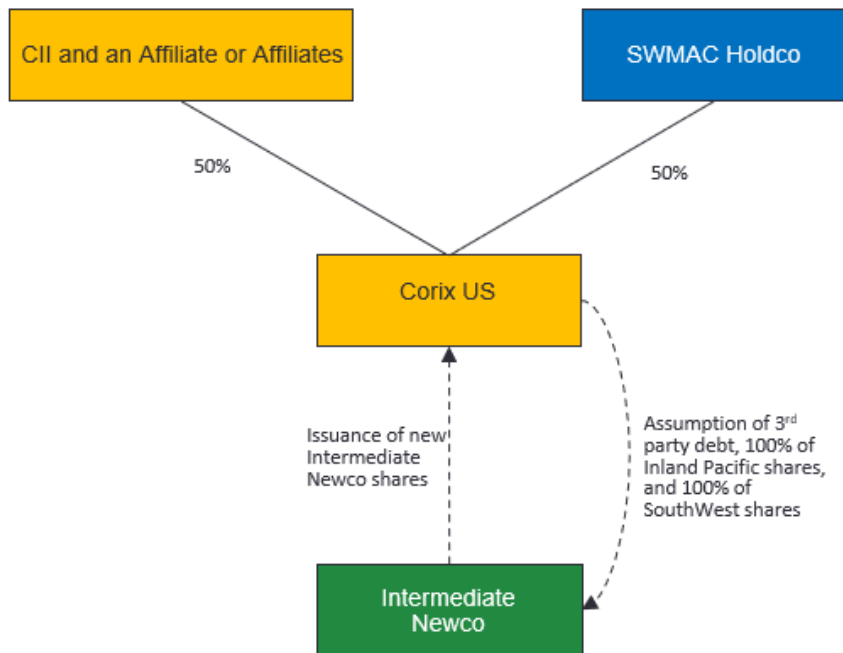 CII and an Affiliate or Affiliates
SWMAC Holdco
50%
50%
Corix US
Issuance of new
Intermediate
Newco shares
Assumption of 3rd
party debt, 100% of
Inland Pacific shares,
and 100% of
SouthWest shares
Intermediate
Newco